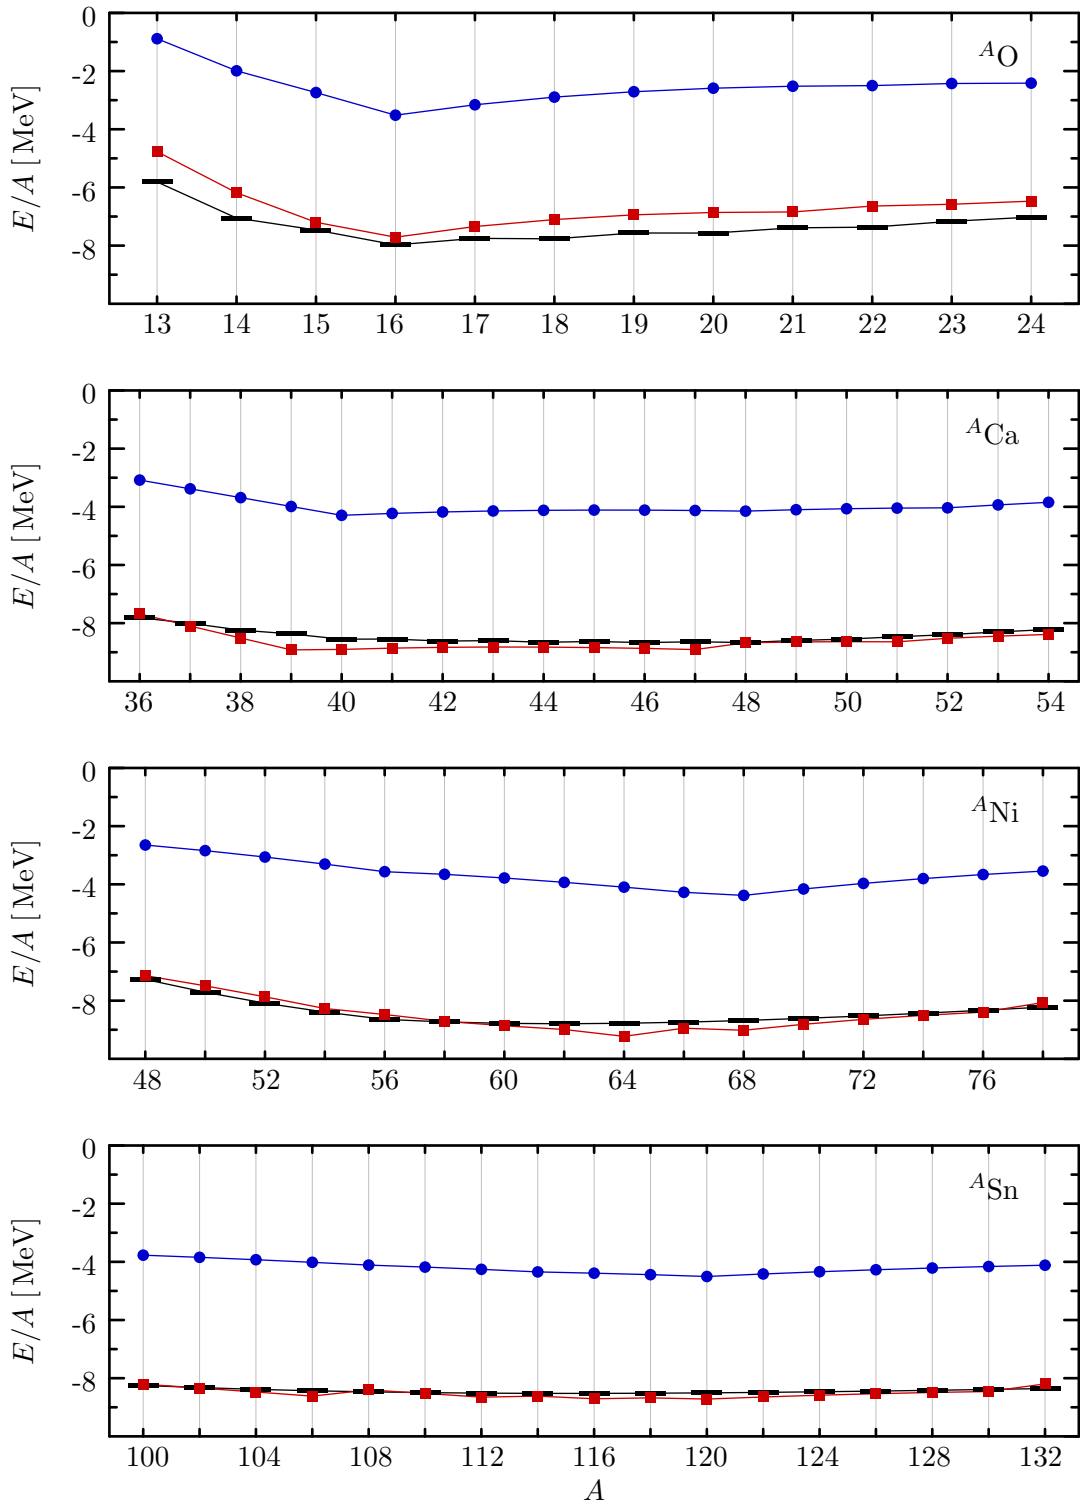 0
-2
-4
-6
-8
E/A [MeV]
ᴬO
13 14 15 16 17 18 19 20 21 22 23 24
0
-2
-4
-6
-8
E/A [MeV]
ᴬCa
36 38 40 42 44 46 48 50 52 54
0
-2
-4
-6
-8
E/A [MeV]
ᴬNi
48 52 56 60 64 68 72 76
0
-2
-4
-6
-8
E/A [MeV]
ᴬSn
100 104 108 112 116 120 124 128 132
A